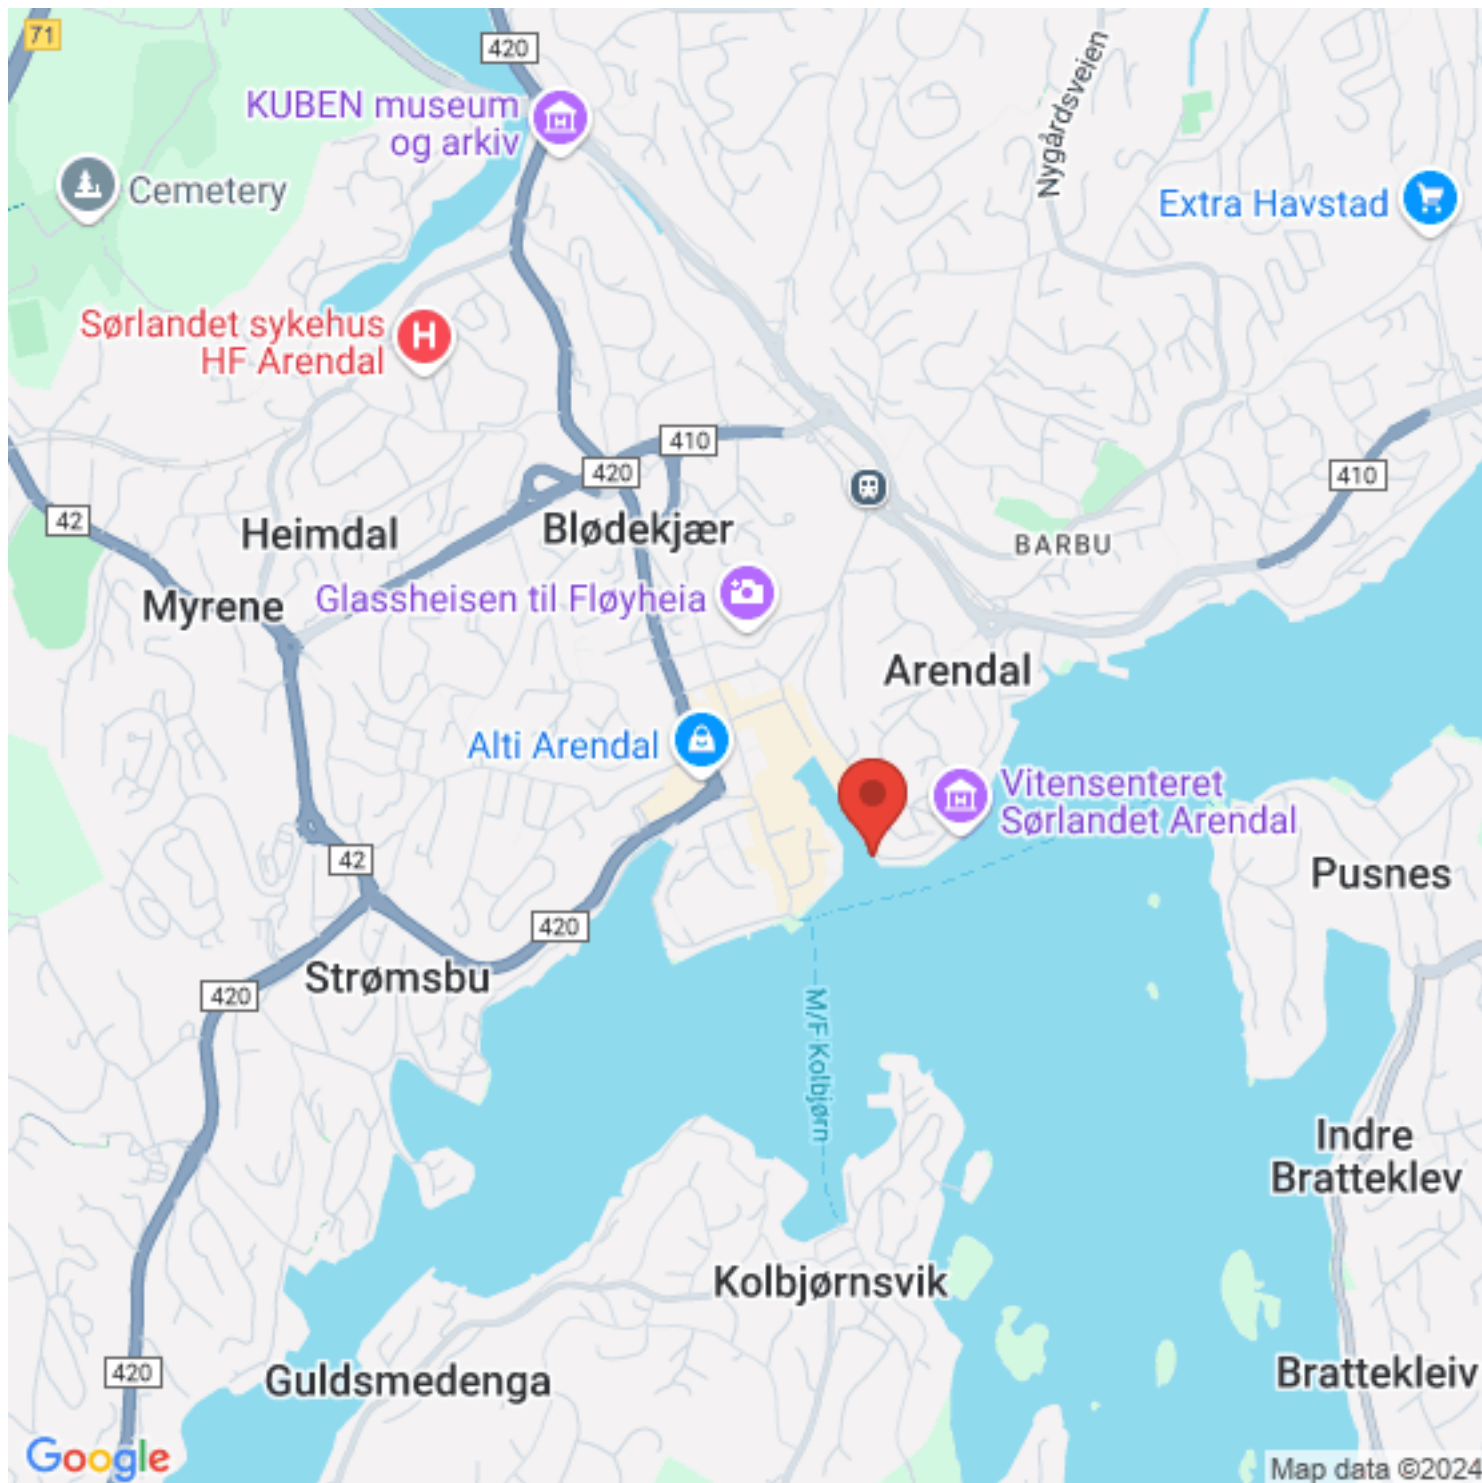 71
420
KUBEN museum
og arkiv
Nygårdsveien
Cemetery
Extra Havstad
Sørlandet sykehus
HF Arendal
H
410
420
410
42
Heimdal
Blødekjær
BARBU
Myrene
Glassheisen til Fløyheia
Arendal
Alti Arendal
Vitensenteret
Sørlandet Arendal
42
Pusnes
420
Strømsbu
420
M/F Kolbjørn
Indre
Bratteklev
Kolbjørnsvik
420
Guldsmedenga
Brattekleiv
Google
Map data ©2024